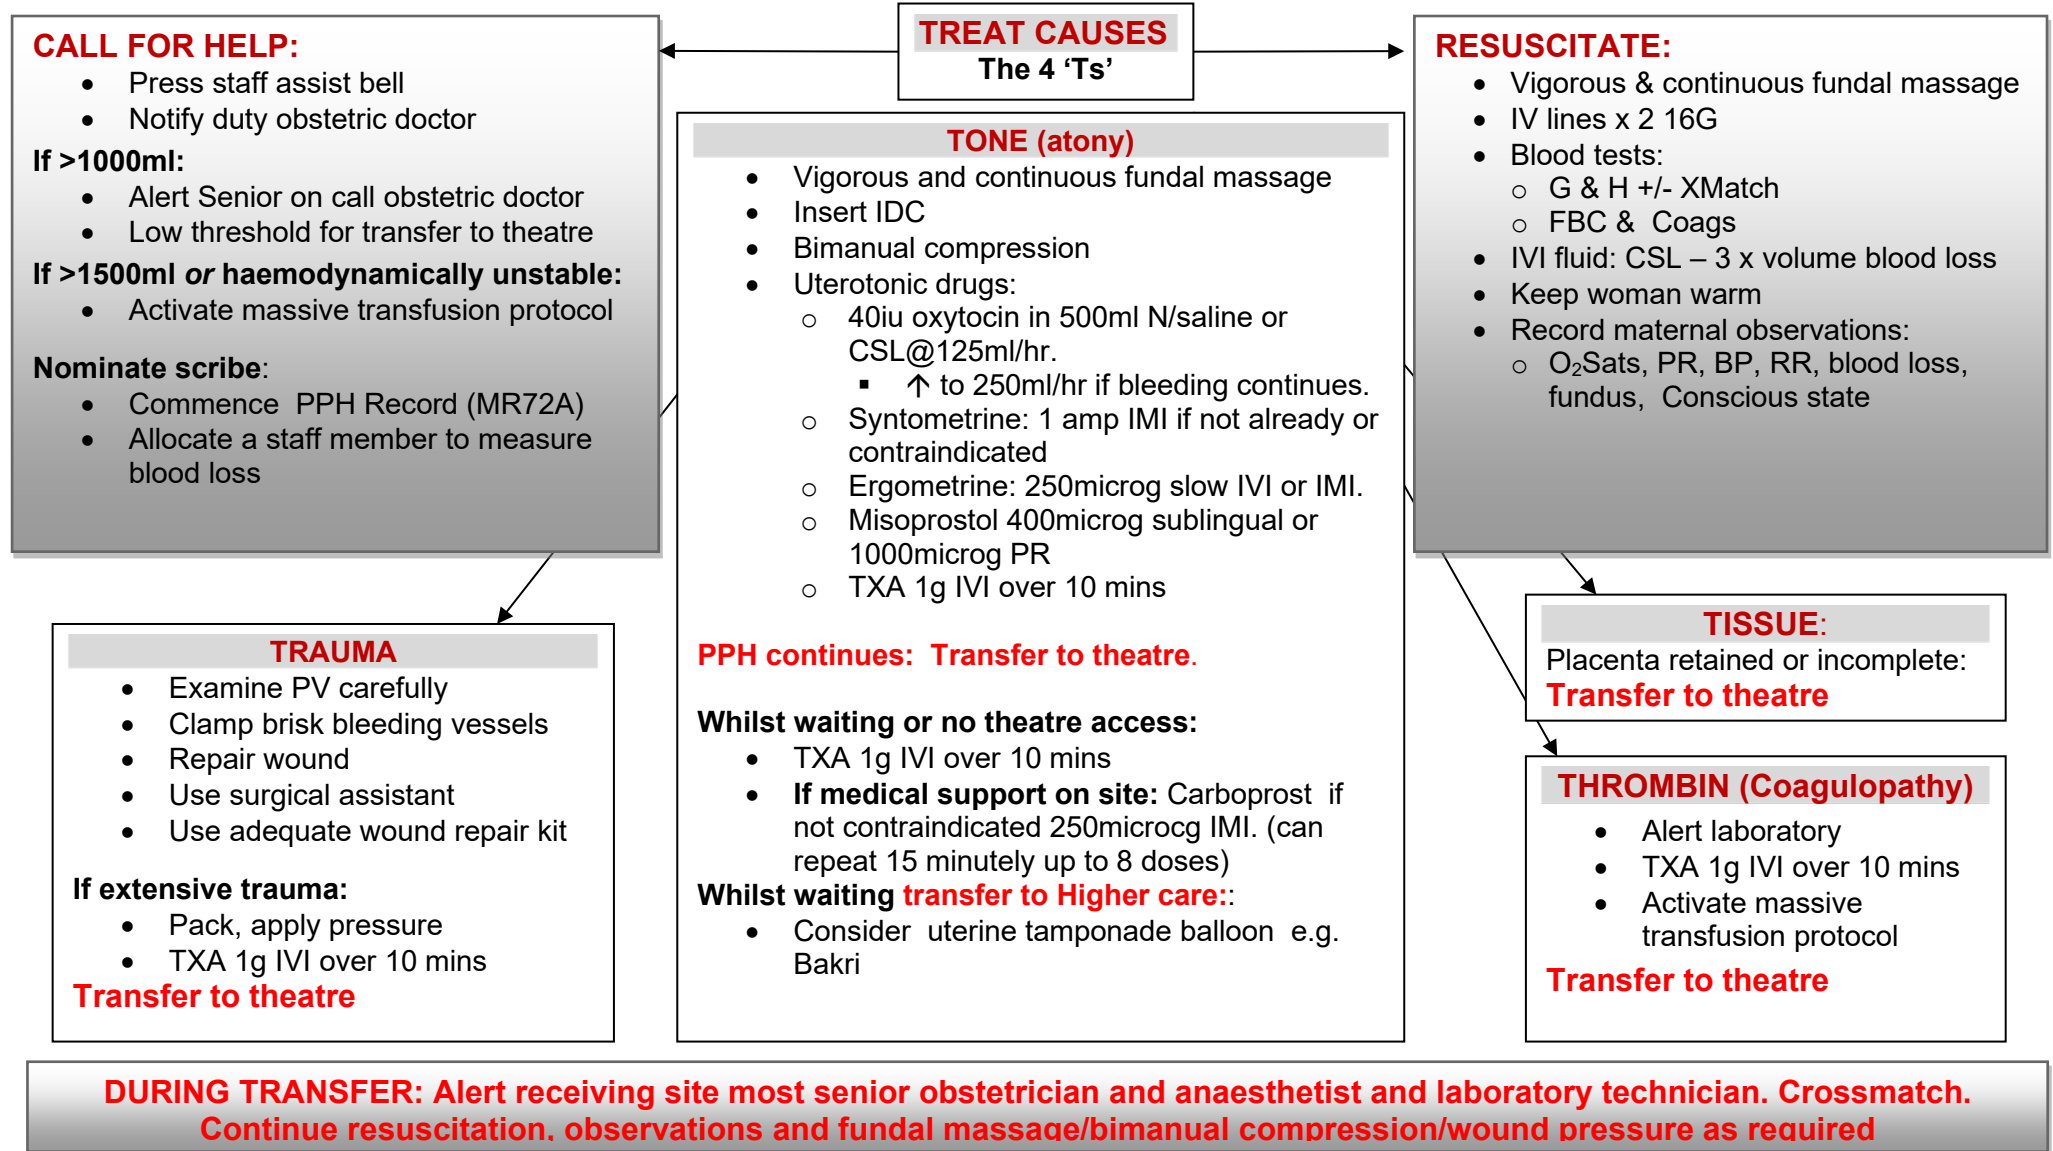 CALL FOR HELP:
• Press staff assist bell
• Notify duty obstetric doctor
If >1000ml:
• Alert Senior on call obstetric doctor
• Low threshold for transfer to theatre
If >1500ml or haemodynamically unstable:
• Activate massive transfusion protocol
Nominate scribe:
• Commence PPH Record (MR72A)
• Allocate a staff member to measure
blood loss
TREAT CAUSES
The 4 ‘Ts’
RESUSCITATE:
• Vigorous & continuous fundal massage
• IV lines x 2 16G
• Blood tests:
o G & H +/- XMatch
o FBC & Coags
• IVI fluid: CSL – 3 x volume blood loss
• Keep woman warm
• Record maternal observations:
o O₂Sats, PR, BP, RR, blood loss,
fundus, Conscious state
TONE (atony)
• Vigorous and continuous fundal massage
• Insert IDC
• Bimanual compression
• Uterotonic drugs:
o 40iu oxytocin in 500ml N/saline or
CSL@125ml/hr.
▪ ↑ to 250ml/hr if bleeding continues.
o Syntometrine: 1 amp IMI if not already or
contraindicated
o Ergometrine: 250microg slow IVI or IMI.
o Misoprostol 400microg sublingual or
1000microg PR
o TXA 1g IVI over 10 mins
PPH continues: Transfer to theatre.
Whilst waiting or no theatre access:
• TXA 1g IVI over 10 mins
• If medical support on site: Carboprost if
not contraindicated 250microcg IMI. (can
repeat 15 minutely up to 8 doses)
Whilst waiting transfer to Higher care::
• Consider uterine tamponade balloon e.g.
Bakri
TRAUMA
• Examine PV carefully
• Clamp brisk bleeding vessels
• Repair wound
• Use surgical assistant
• Use adequate wound repair kit
If extensive trauma:
• Pack, apply pressure
• TXA 1g IVI over 10 mins
Transfer to theatre
TISSUE:
Placenta retained or incomplete:
Transfer to theatre
THROMBIN (Coagulopathy)
• Alert laboratory
• TXA 1g IVI over 10 mins
• Activate massive
transfusion protocol
Transfer to theatre
DURING TRANSFER: Alert receiving site most senior obstetrician and anaesthetist and laboratory technician. Crossmatch.
Continue resuscitation, observations and fundal massage/bimanual compression/wound pressure as required